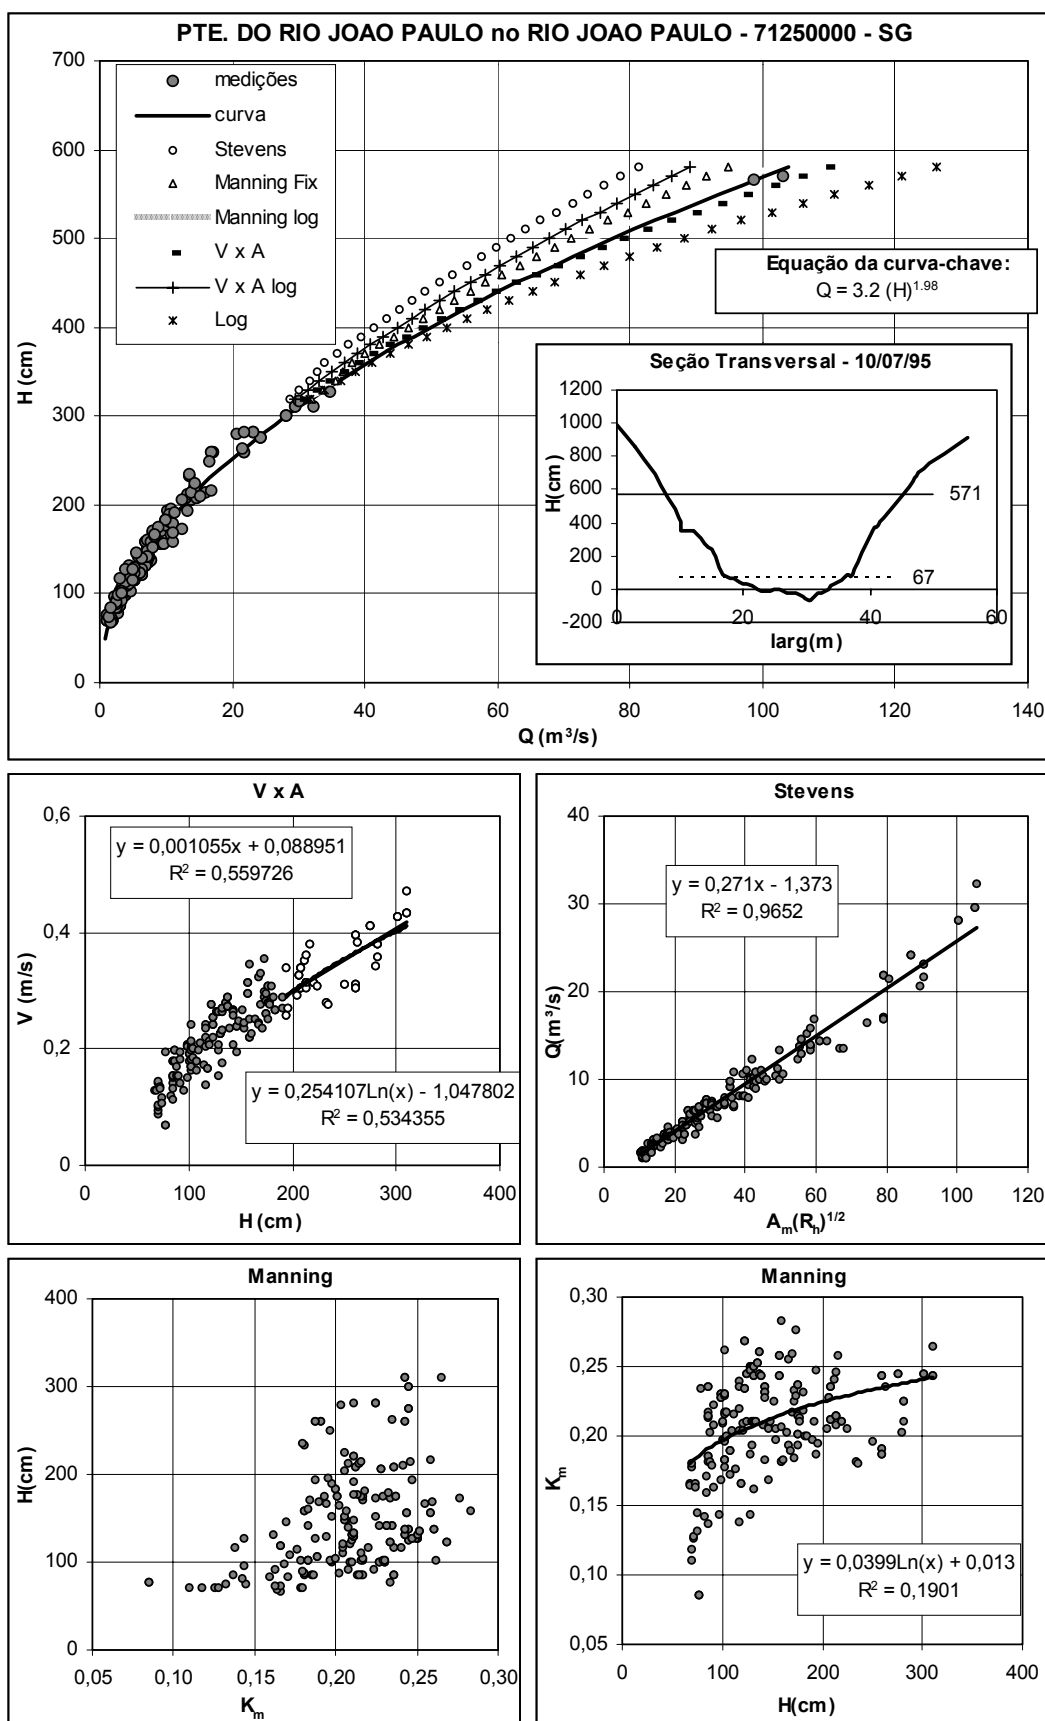 PTE. DO RIO JOAO PAULO no RIO JOAO PAULO - 71250000 - SG
700
600
500
400
300
200
100
0
H (cm)
medições
curva
Stevens
Manning Fix
Manning log
V x A
V x A log
Log
Equação da curva-chave:
Q = 3.2 (H)^1.98
Seção Transversal - 10/07/95
1200
1000
800
600
400
200
0
-200
H(cm)
571
67
0 20 40 60
larg(m)
0 20 40 60 80 100 120 140
Q (m³/s)
V x A
0,6
0,4
0,2
0
V (m/s)
y = 0,001055x + 0,088951
R² = 0,559726
y = 0,254107Ln(x) - 1,047802
R² = 0,534355
0 100 200 300 400
H (cm)
Stevens
40
30
20
10
0
Q(m³/s)
y = 0,271x - 1,373
R² = 0,9652
0 20 40 60 80 100 120
Aₘ(Rₕ)^1/2
Manning
400
300
200
100
0
H(cm)
0,05 0,10 0,15 0,20 0,25 0,30
Kₘ
Manning
0,30
0,25
0,20
0,15
0,10
0,05
Kₘ
y = 0,0399Ln(x) + 0,013
R² = 0,1901
0 100 200 300 400
H(cm)